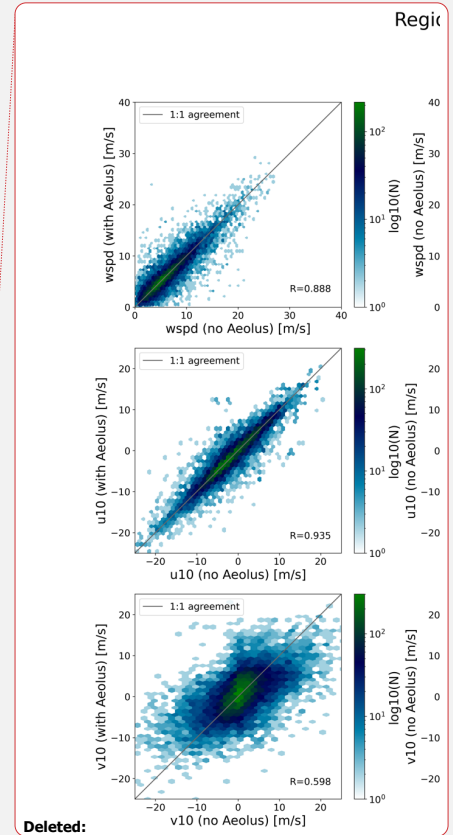 Regio
40
30
20
10
0
1:1 agreement
R=0.888
wspd (with Aeolus) [m/s]
0 10 20 30 40
wspd (no Aeolus) [m/s]
10²
10¹
10⁰
log10(N)
wspd (no Aeolus) [m/s]
40
30
20
10
0
20
10
0
−10
−20
1:1 agreement
R=0.935
u10 (with Aeolus) [m/s]
−20 −10 0 10 20
u10 (no Aeolus) [m/s]
10²
10¹
10⁰
log10(N)
u10 (no Aeolus) [m/s]
20
10
0
−10
−20
20
10
0
−10
−20
1:1 agreement
R=0.598
v10 (with Aeolus) [m/s]
−20 −10 0 10 20
v10 (no Aeolus) [m/s]
10²
10¹
10⁰
log10(N)
v10 (no Aeolus) [m/s]
20
10
0
−10
−20
Deleted: